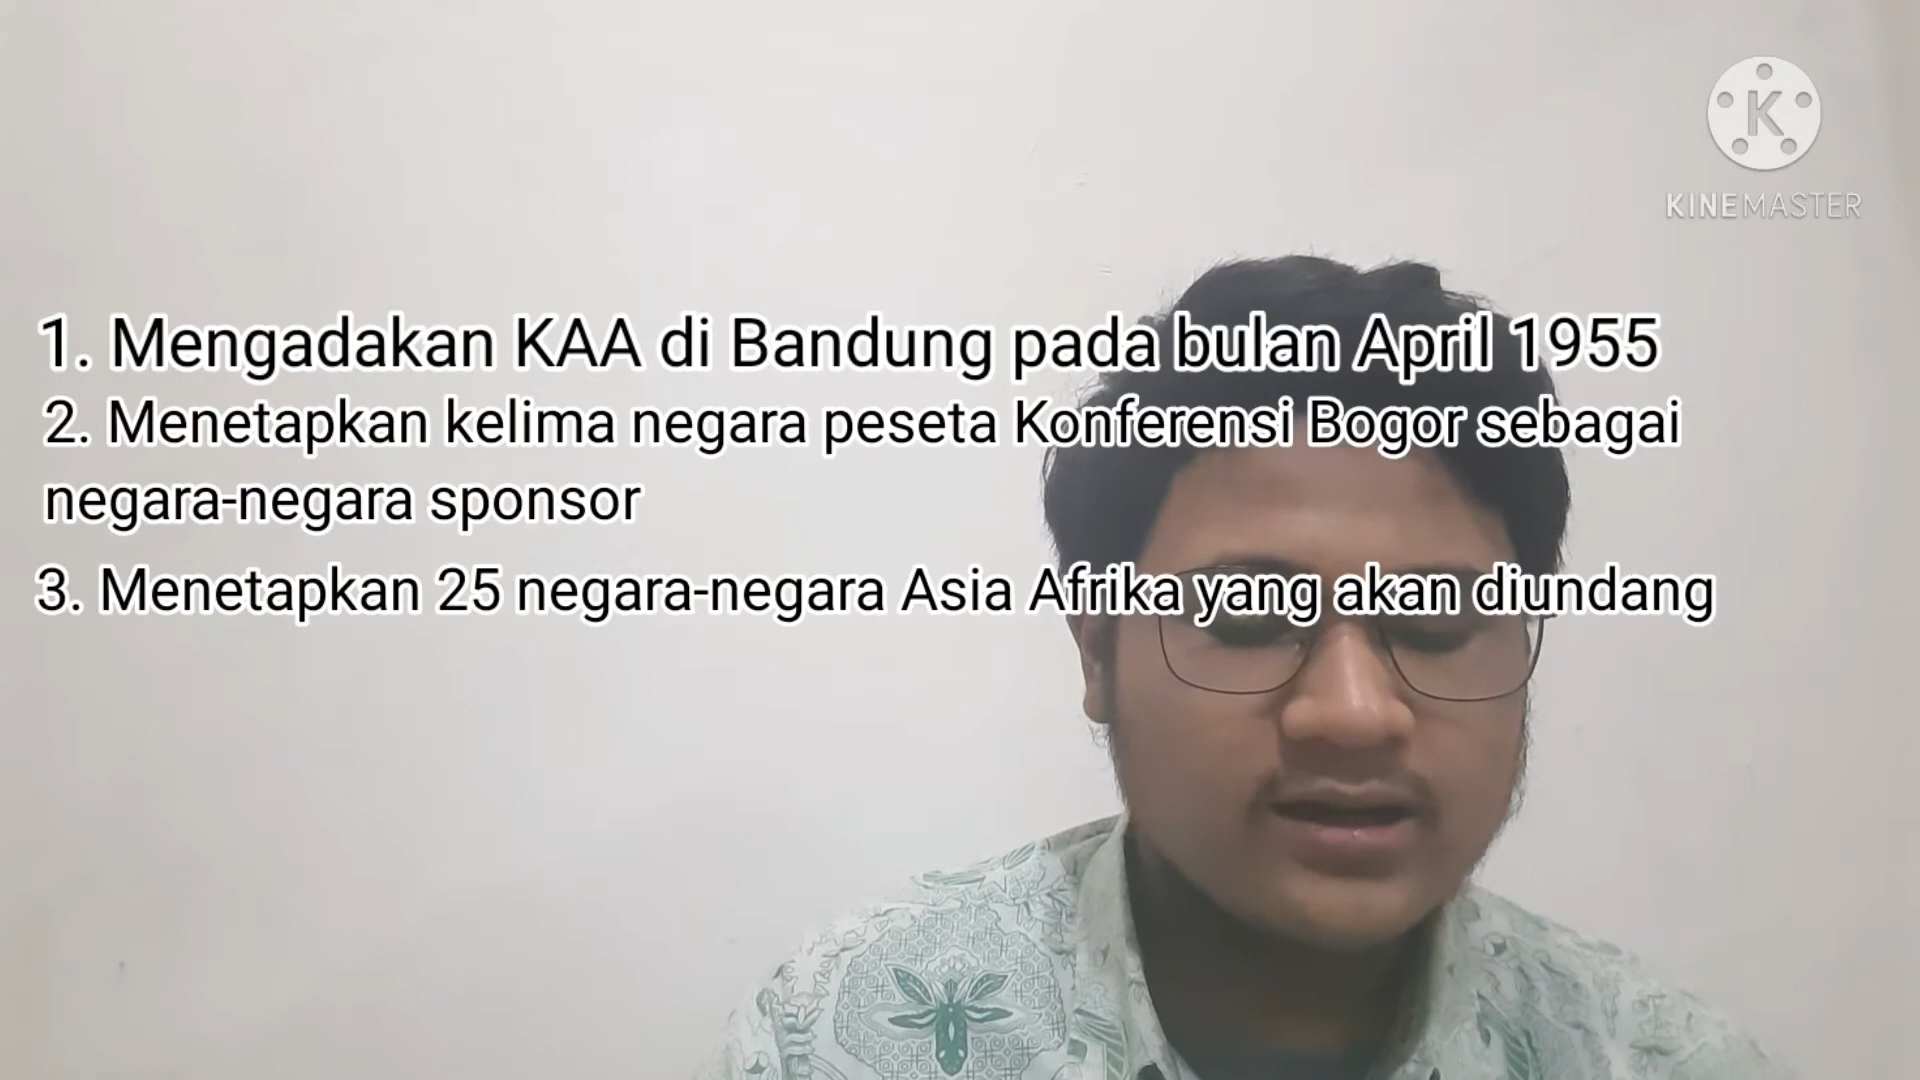 K
KINEMASTER
1. Mengadakan KAA di Bandung pada bulan April 1955
2. Menetapkan kelima negara peseta Konferensi Bogor sebagai
negara-negara sponsor
3. Menetapkan 25 negara-negara Asia Afrika yang akan diundang